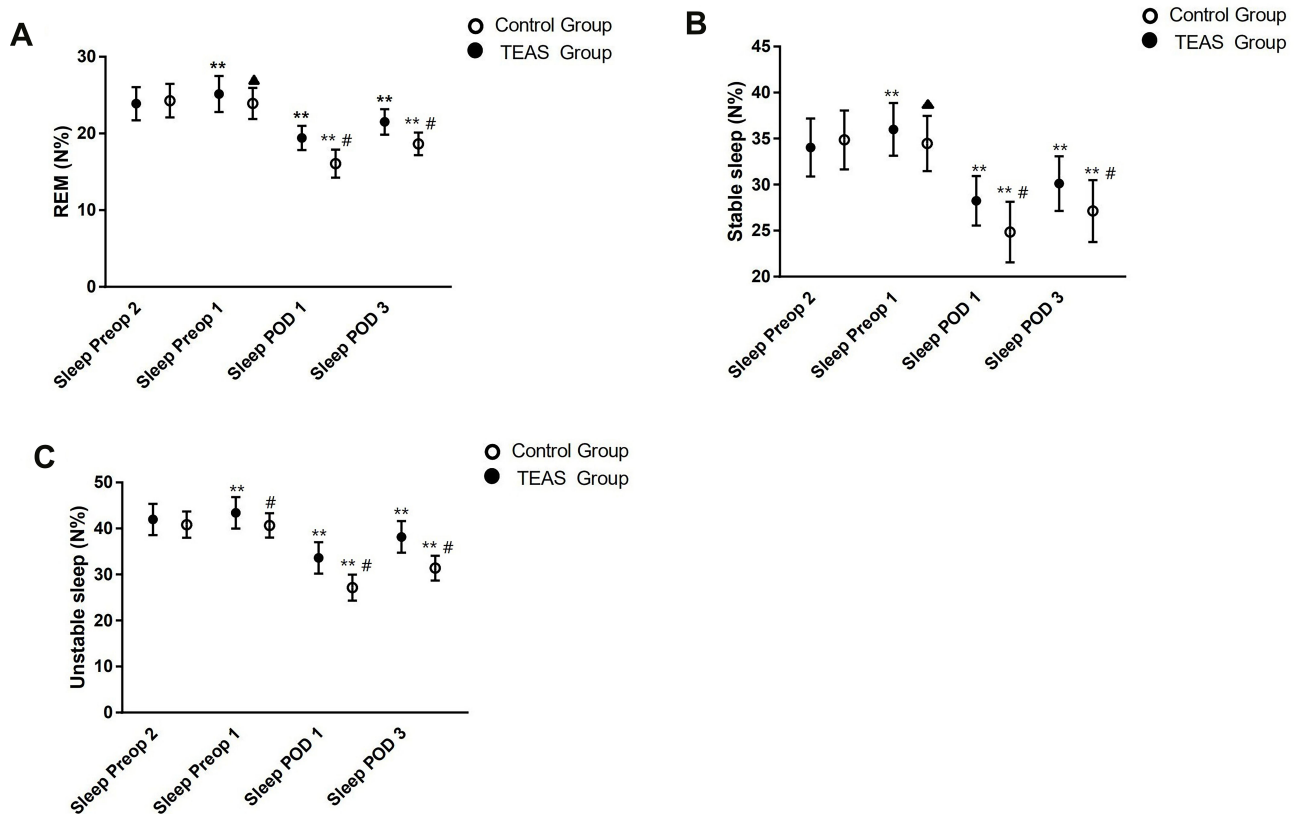 A
Control Group
TEAS Group
30
20
10
0
REM (N%)
**
▲
**
** #
**
** #
Sleep Preop 2
Sleep Preop 1
Sleep POD 1
Sleep POD 3
B
Control Group
TEAS Group
45
40
35
30
25
20
Stable sleep (N%)
**
▲
**
** #
**
** #
Sleep Preop 2
Sleep Preop 1
Sleep POD 1
Sleep POD 3
C
Control Group
TEAS Group
50
40
30
20
10
0
Unstable sleep (N%)
**
#
**
** #
**
** #
Sleep Preop 2
Sleep Preop 1
Sleep POD 1
Sleep POD 3